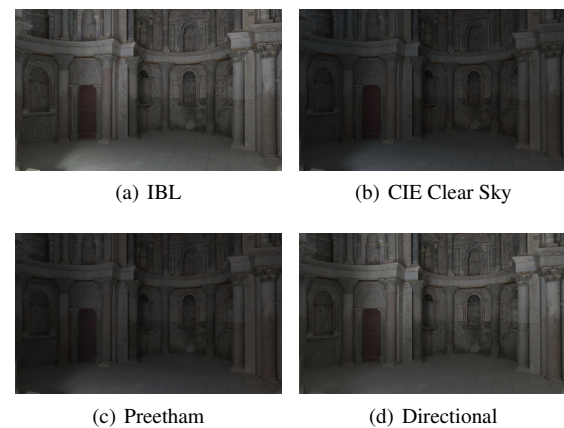 (a) IBL
(b) CIE Clear Sky
(c) Preetham
(d) Directional